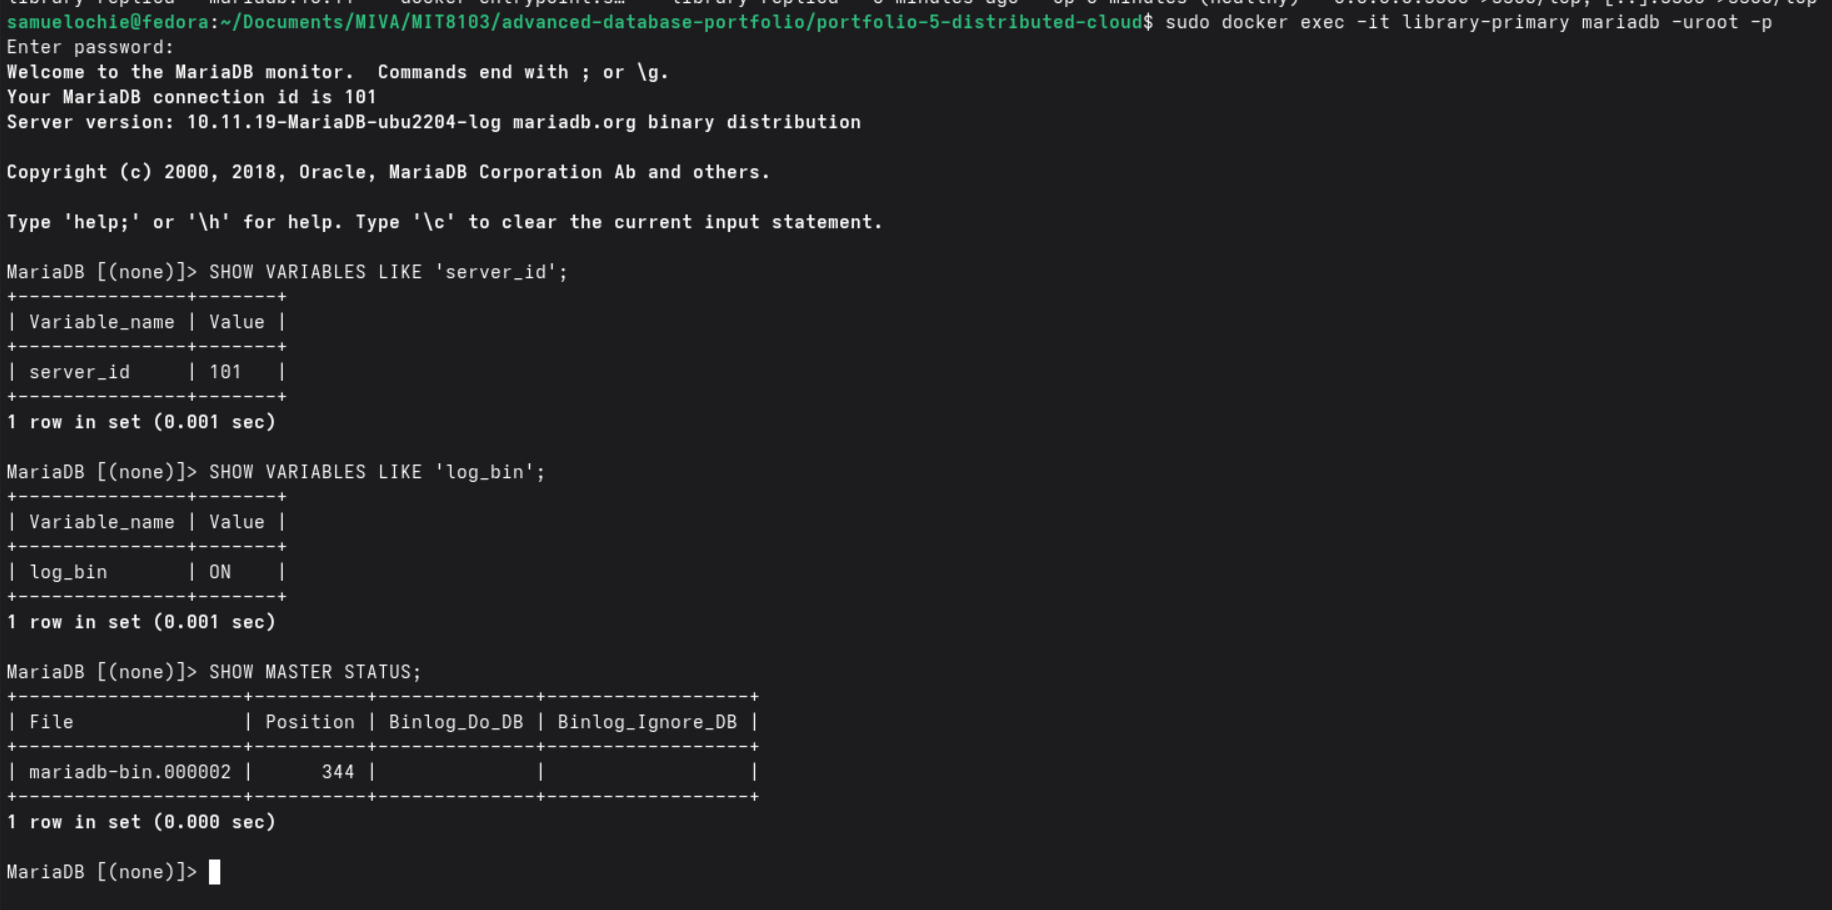 samuelochie@fedora:~/Documents/MIVA/MIT8103/advanced-database-portfolio/portfolio-5-distributed-cloud$ sudo docker exec -it library-primary mariadb -uroot -p
Enter password:
Welcome to the MariaDB monitor.  Commands end with ; or \g.
Your MariaDB connection id is 101
Server version: 10.11.19-MariaDB-ubu2204-log mariadb.org binary distribution

Copyright (c) 2000, 2018, Oracle, MariaDB Corporation Ab and others.

Type 'help;' or '\h' for help. Type '\c' to clear the current input statement.

MariaDB [(none)]> SHOW VARIABLES LIKE 'server_id';
+---------------+-------+
| Variable_name | Value |
+---------------+-------+
| server_id     | 101   |
+---------------+-------+
1 row in set (0.001 sec)

MariaDB [(none)]> SHOW VARIABLES LIKE 'log_bin';
+---------------+-------+
| Variable_name | Value |
+---------------+-------+
| log_bin       | ON    |
+---------------+-------+
1 row in set (0.001 sec)

MariaDB [(none)]> SHOW MASTER STATUS;
+--------------------+----------+--------------+------------------+
| File               | Position | Binlog_Do_DB | Binlog_Ignore_DB |
+--------------------+----------+--------------+------------------+
| mariadb-bin.000002 |      344 |              |                  |
+--------------------+----------+--------------+------------------+
1 row in set (0.000 sec)

MariaDB [(none)]>